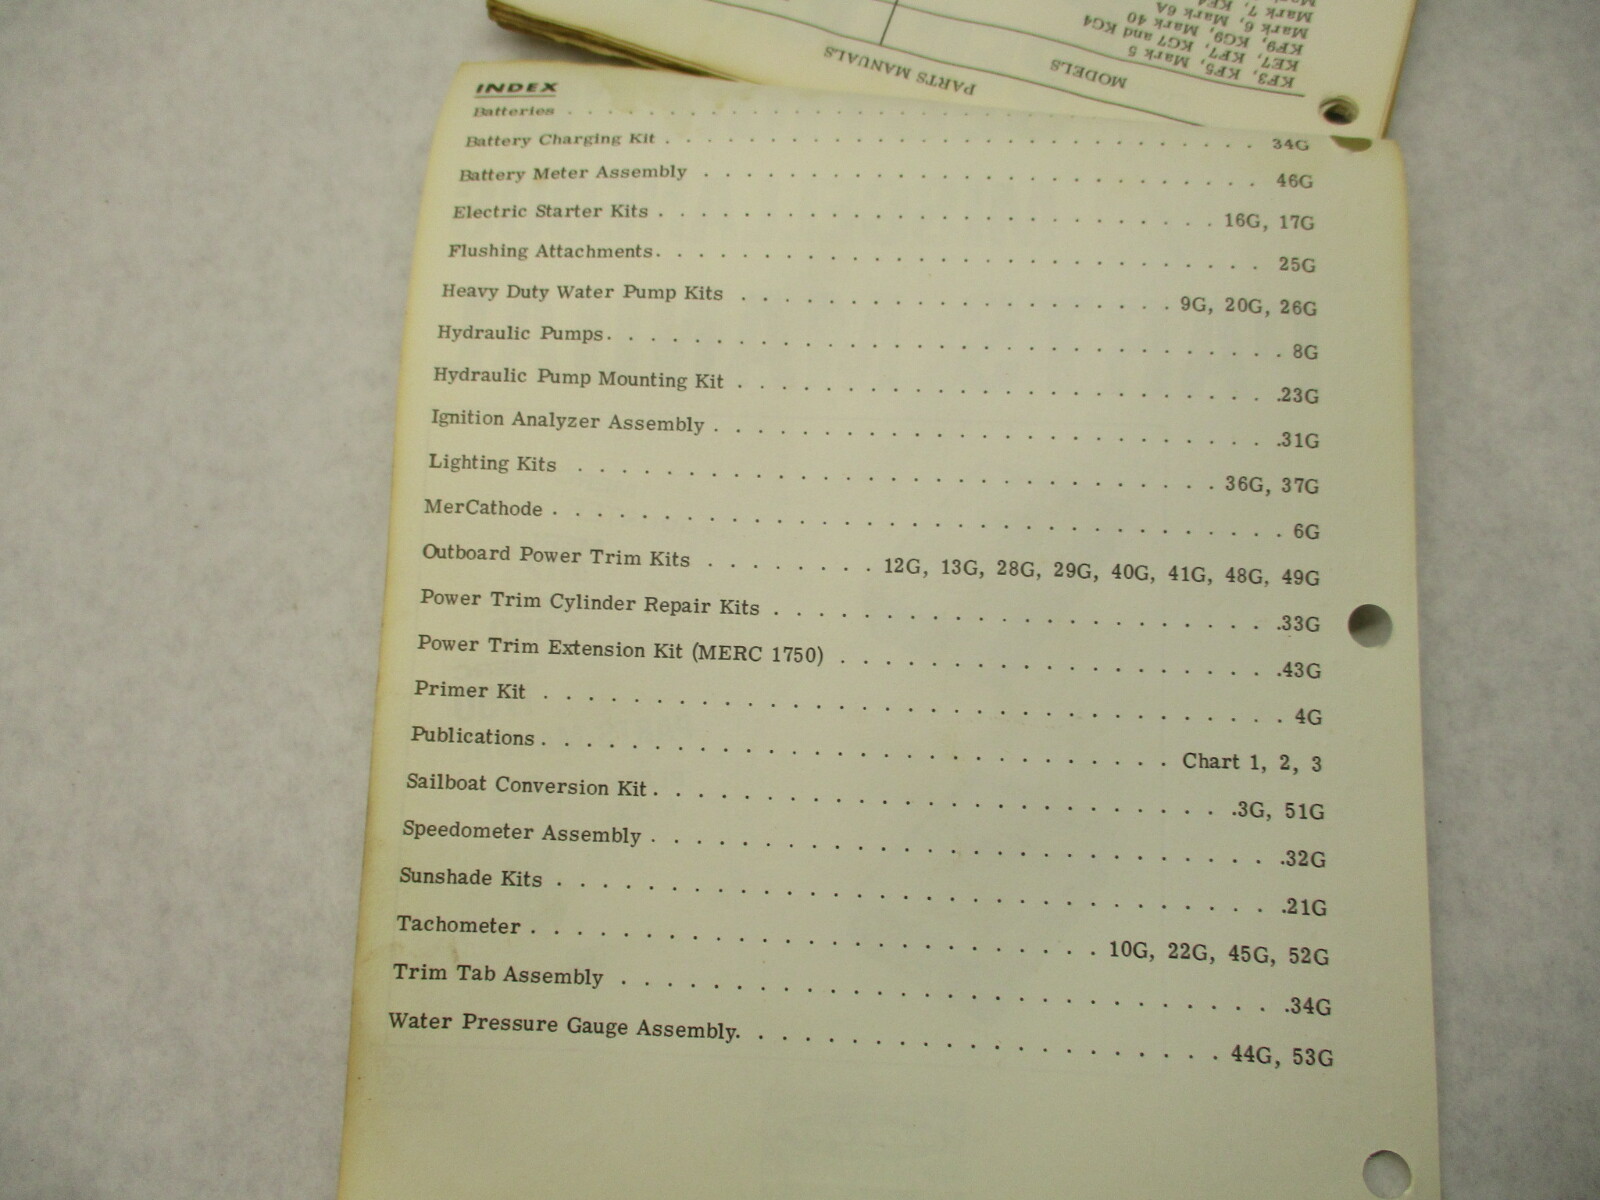 PARTS MANUALS
MODELS
KF3, KF5, Mark 5
KE7, KF7, KG7 and KG4
KF9, KG9, Mark 40
Mark 6, Mark 6A
INDEX
Batteries . . . . . . . . . . . . . . . . . . . .
Battery Charging Kit . . . . . . . . . . . . . . . . . . . . 34G
Battery Meter Assembly . . . . . . . . . . . . . . . . . . . . 46G
Electric Starter Kits . . . . . . . . . . . . . . . . . . . . 16G, 17G
Flushing Attachments . . . . . . . . . . . . . . . . . . . . 25G
Heavy Duty Water Pump Kits . . . . . . . . . . . . . . . . . 9G, 20G, 26G
Hydraulic Pumps . . . . . . . . . . . . . . . . . . . . 8G
Hydraulic Pump Mounting Kit . . . . . . . . . . . . . . . . . . . . 23G
Ignition Analyzer Assembly . . . . . . . . . . . . . . . . . . . . 31G
Lighting Kits . . . . . . . . . . . . . . . . . . . . 36G, 37G
MerCathode . . . . . . . . . . . . . . . . . . . . 6G
Outboard Power Trim Kits . . . . . . . . 12G, 13G, 28G, 29G, 40G, 41G, 48G, 49G
Power Trim Cylinder Repair Kits . . . . . . . . . . . . . . . . . . . . 33G
Power Trim Extension Kit (MERC 1750) . . . . . . . . . . . . . . . . . . . . 43G
Primer Kit . . . . . . . . . . . . . . . . . . . . 4G
Publications . . . . . . . . . . . . . . . . . . . . Chart 1, 2, 3
Sailboat Conversion Kit . . . . . . . . . . . . . . . . . . . . 3G, 51G
Speedometer Assembly . . . . . . . . . . . . . . . . . . . . 32G
Sunshade Kits . . . . . . . . . . . . . . . . . . . . 21G
Tachometer . . . . . . . . . . . . . . . . . . . . 10G, 22G, 45G, 52G
Trim Tab Assembly . . . . . . . . . . . . . . . . . . . . 34G
Water Pressure Gauge Assembly . . . . . . . . . . . . . . . . . . . . 44G, 53G